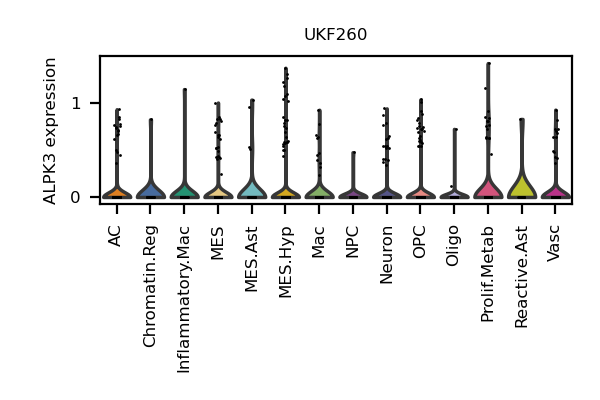 UKF260
ALPK3 expression
1
0
AC
Chromatin.Reg
Inflammatory.Mac
MES
MES.Ast
MES.Hyp
Mac
NPC
Neuron
OPC
Oligo
Prolif.Metab
Reactive.Ast
Vasc